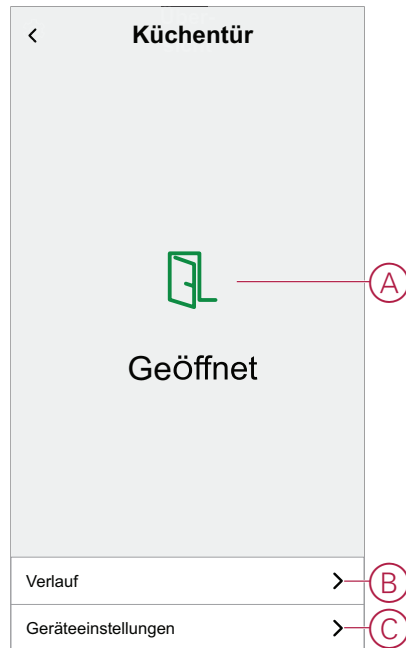 Küchentür
A
Geöffnet
Verlauf
B
Geräteeinstellungen
C